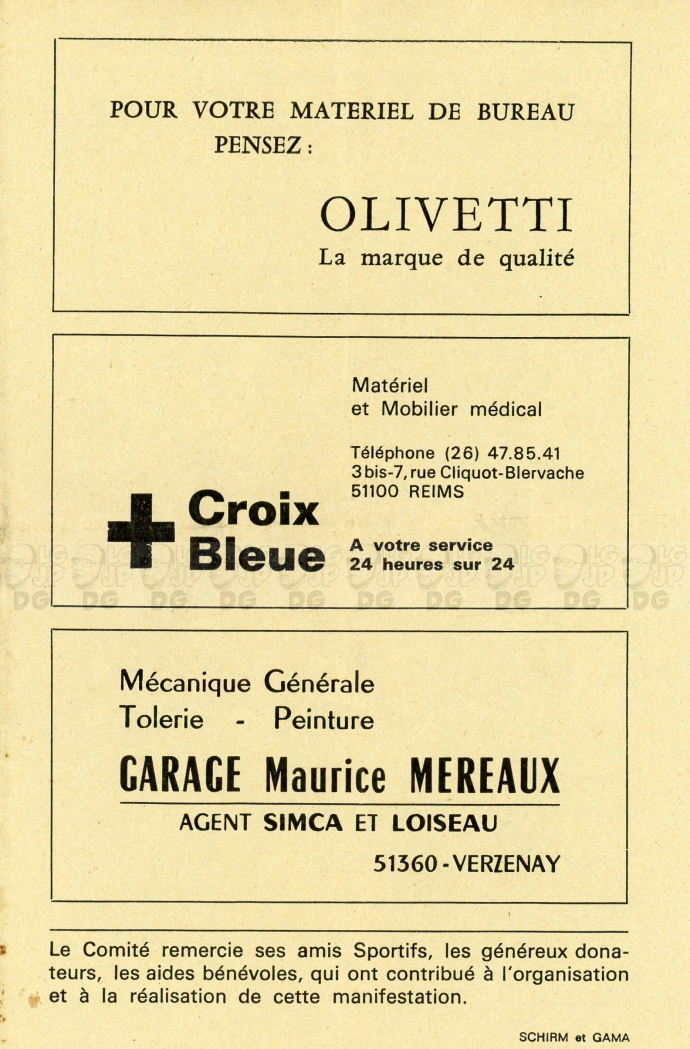 POUR VOTRE MATERIEL DE BUREAU
PENSEZ :
OLIVETTI
La marque de qualité
Matériel
et Mobilier médical
Téléphone (26) 47.85.41
3bis-7, rue Cliquot-Blervache
51100 REIMS
Croix
Bleue
A votre service
24 heures sur 24
Mécanique Générale
Tolerie - Peinture
GARAGE Maurice MEREAUX
AGENT SIMCA ET LOISEAU
51360 - VERZENAY
Le Comité remercie ses amis Sportifs, les généreux dona-
teurs, les aides bénévoles, qui ont contribué à l'organisation
et à la réalisation de cette manifestation.
SCHIRM et GAMA